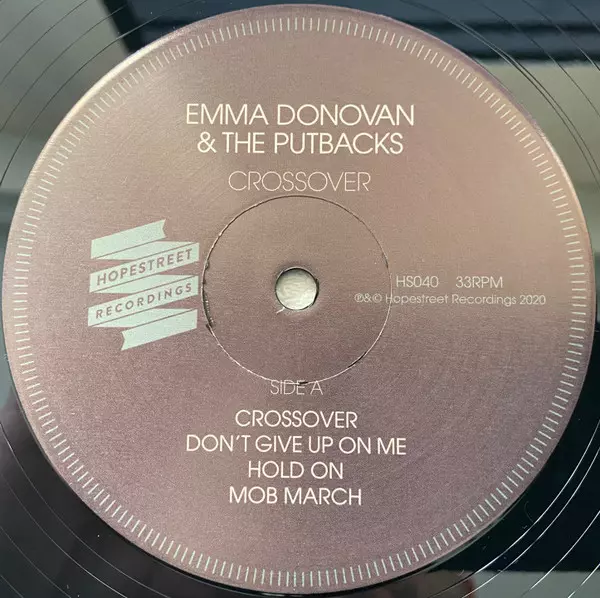 EMMA DONOVAN
& THE PUTBACKS
CROSSOVER
HOPESTREET
RECORDINGS
HS040 33RPM
℗&© Hopestreet Recordings 2020
SIDE A
CROSSOVER
DON'T GIVE UP ON ME
HOLD ON
MOB MARCH